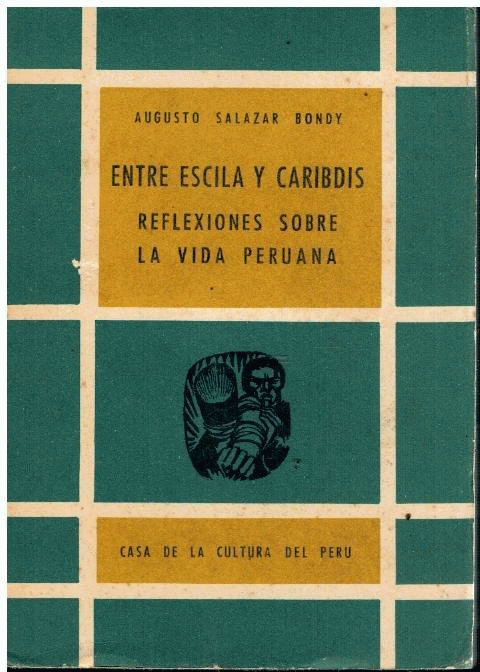 AUGUSTO SALAZAR BONDY
ENTRE ESCILA Y CARIBDIS
REFLEXIONES SOBRE
LA VIDA PERUANA
CASA DE LA CULTURA DEL PERU